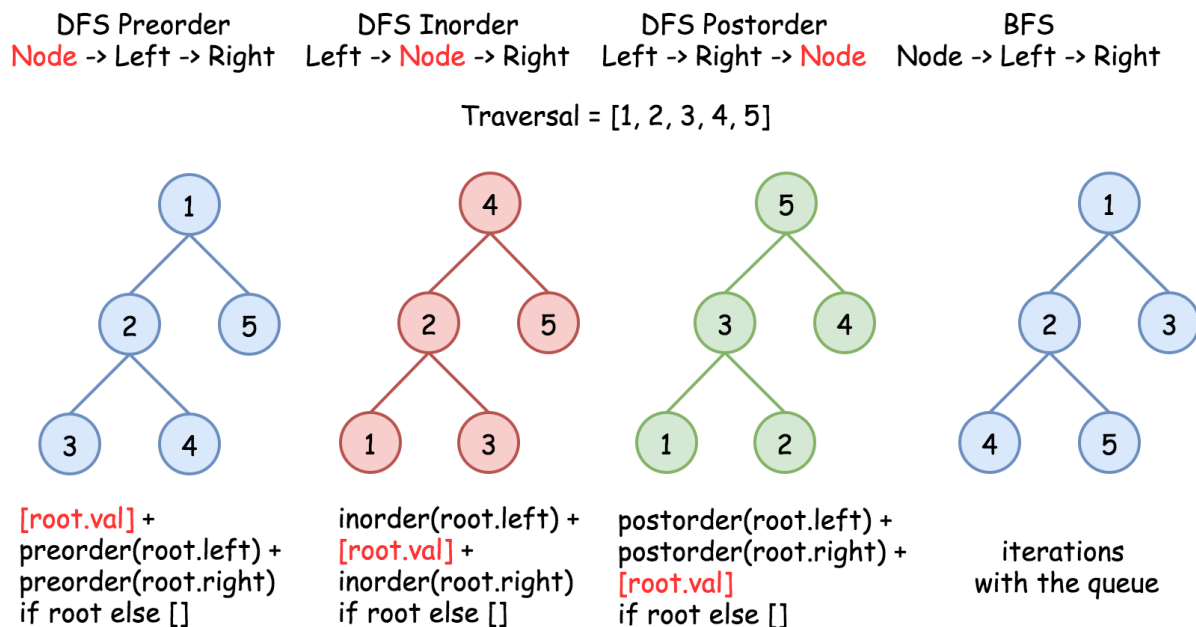 DFS Preorder
Node -> Left -> Right
DFS Inorder
Left -> Node -> Right
DFS Postorder
Left -> Right -> Node
BFS
Node -> Left -> Right
Traversal = [1, 2, 3, 4, 5]
1
2
5
3
4
4
2
5
1
3
5
3
4
1
2
1
2
3
4
5
[root.val] +
preorder(root.left) +
preorder(root.right)
if root else []
inorder(root.left) +
[root.val] +
inorder(root.right)
if root else []
postorder(root.left) +
postorder(root.right) +
[root.val]
if root else []
iterations
with the queue